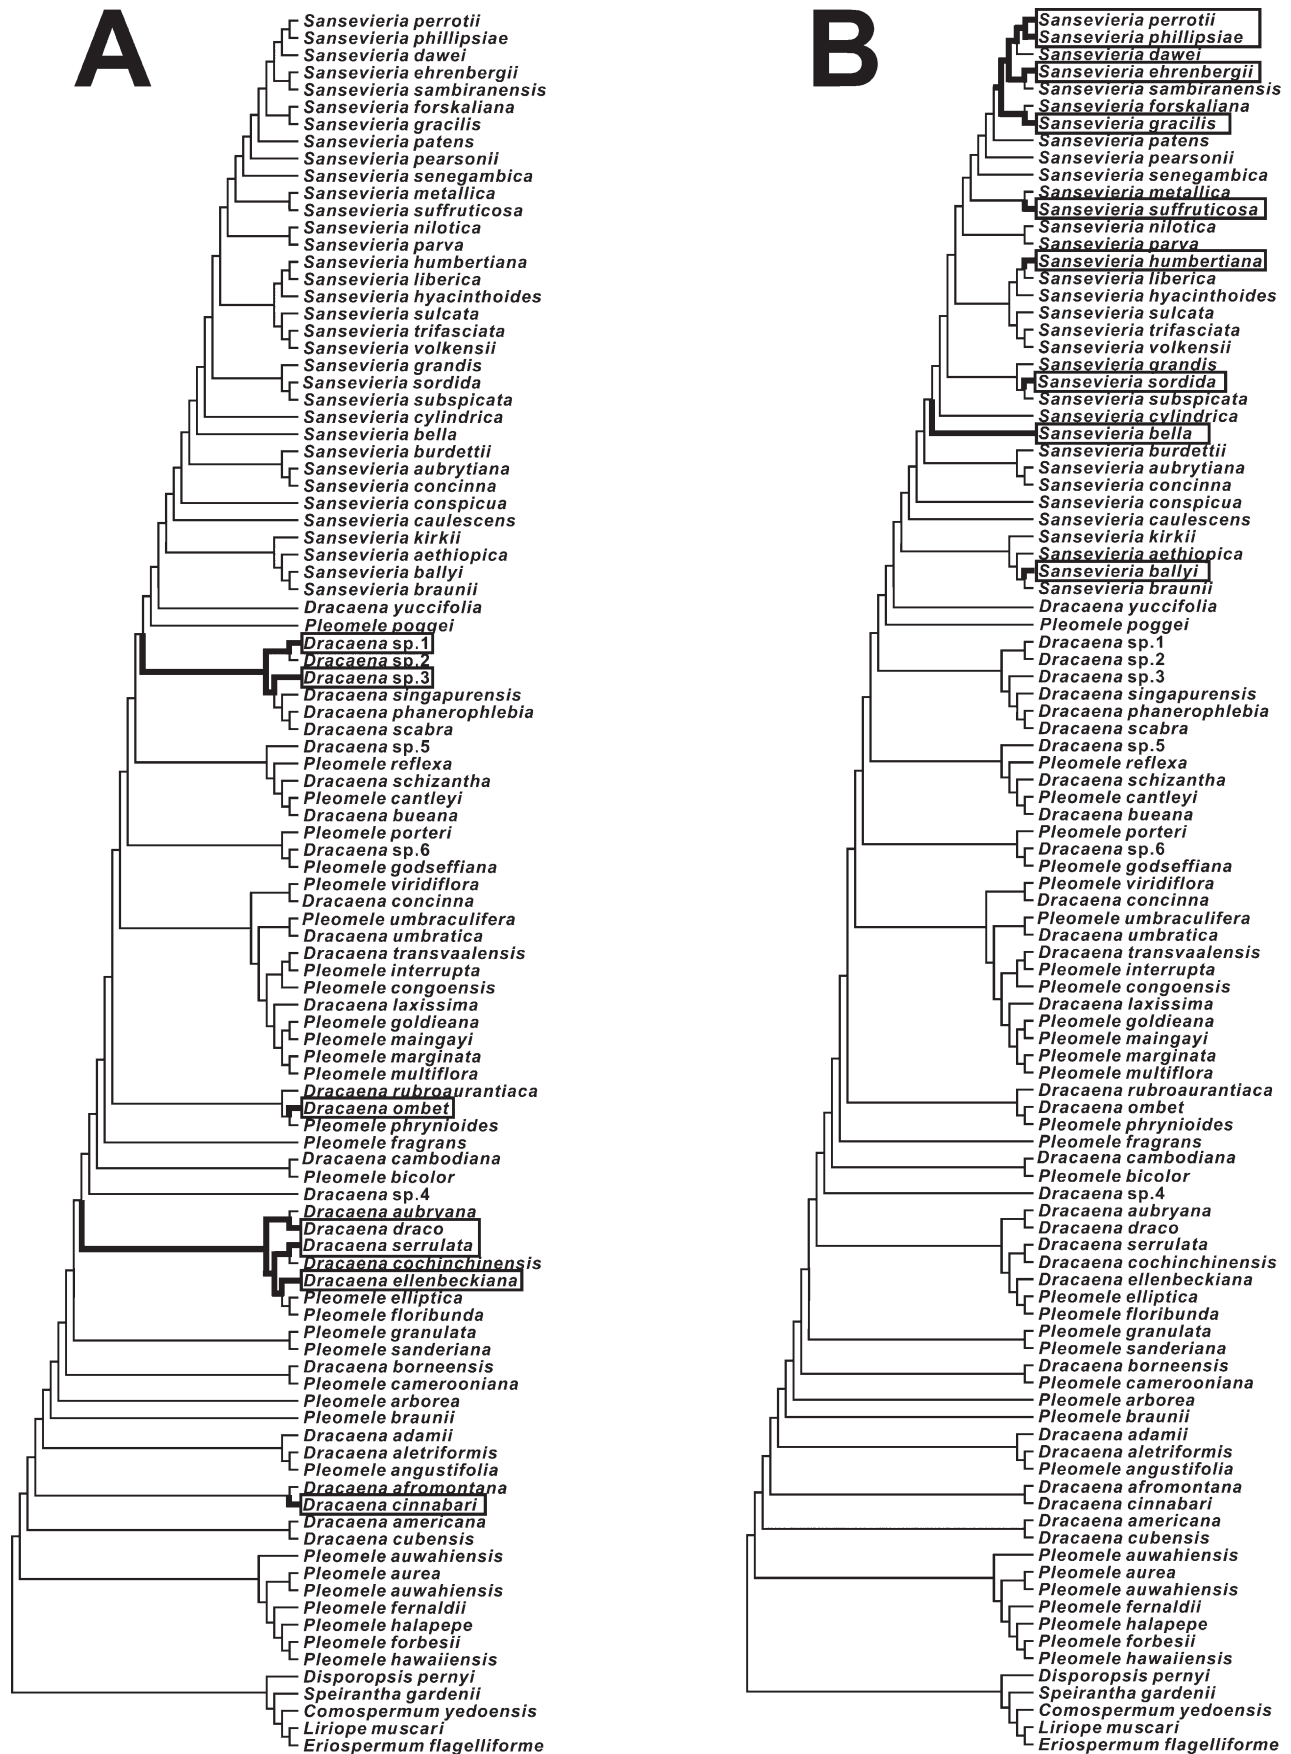 A
Sansevieria perrotii
Sansevieria phillipsiae
Sansevieria dawei
Sansevieria ehrenbergii
Sansevieria sambiranensis
Sansevieria forskaliana
Sansevieria gracilis
Sansevieria patens
Sansevieria pearsonii
Sansevieria senegambica
Sansevieria metallica
Sansevieria suffruticosa
Sansevieria nilotica
Sansevieria parva
Sansevieria humbertiana
Sansevieria liberica
Sansevieria hyacinthoides
Sansevieria sulcata
Sansevieria trifasciata
Sansevieria volkensii
Sansevieria grandis
Sansevieria sordida
Sansevieria subspicata
Sansevieria cylindrica
Sansevieria bella
Sansevieria burdettii
Sansevieria aubrytiana
Sansevieria concinna
Sansevieria conspicua
Sansevieria caulescens
Sansevieria kirkii
Sansevieria aethiopica
Sansevieria ballyi
Sansevieria braunii
Dracaena yuccifolia
Pleomele poggei
Dracaena sp.1
Dracaena sp.2
Dracaena sp.3
Dracaena singapurensis
Dracaena phanerophlebia
Dracaena scabra
Dracaena sp.5
Pleomele reflexa
Dracaena schizantha
Pleomele cantleyi
Dracaena bueana
Pleomele porteri
Dracaena sp.6
Pleomele godseffiana
Pleomele viridiflora
Dracaena concinna
Pleomele umbraculifera
Dracaena umbratica
Dracaena transvaalensis
Pleomele interrupta
Pleomele congoensis
Dracaena laxissima
Pleomele goldieana
Pleomele maingayi
Pleomele marginata
Pleomele multiflora
Dracaena rubroaurantiaca
Dracaena ombet
Pleomele phrynioides
Pleomele fragrans
Dracaena cambodiana
Pleomele bicolor
Dracaena sp.4
Dracaena aubryana
Dracaena draco
Dracaena serrulata
Dracaena cochinchinensis
Dracaena ellenbeckiana
Pleomele elliptica
Pleomele floribunda
Pleomele granulata
Pleomele sanderiana
Dracaena borneensis
Pleomele camerooniana
Pleomele arborea
Pleomele braunii
Dracaena adamii
Dracaena aletriformis
Pleomele angustifolia
Dracaena afromontana
Dracaena cinnabari
Dracaena americana
Dracaena cubensis
Pleomele auwahiensis
Pleomele aurea
Pleomele auwahiensis
Pleomele fernaldii
Pleomele halapepe
Pleomele forbesii
Pleomele hawaiiensis
Disporopsis pernyi
Speirantha gardenii
Comospermum yedoensis
Liriope muscari
Eriospermum flagelliforme
B
Sansevieria perrotii
Sansevieria phillipsiae
Sansevieria dawei
Sansevieria ehrenbergii
Sansevieria sambiranensis
Sansevieria forskaliana
Sansevieria gracilis
Sansevieria patens
Sansevieria pearsonii
Sansevieria senegambica
Sansevieria metallica
Sansevieria suffruticosa
Sansevieria nilotica
Sansevieria parva
Sansevieria humbertiana
Sansevieria liberica
Sansevieria hyacinthoides
Sansevieria sulcata
Sansevieria trifasciata
Sansevieria volkensii
Sansevieria grandis
Sansevieria sordida
Sansevieria subspicata
Sansevieria cylindrica
Sansevieria bella
Sansevieria burdettii
Sansevieria aubrytiana
Sansevieria concinna
Sansevieria conspicua
Sansevieria caulescens
Sansevieria kirkii
Sansevieria aethiopica
Sansevieria ballyi
Sansevieria braunii
Dracaena yuccifolia
Pleomele poggei
Dracaena sp.1
Dracaena sp.2
Dracaena sp.3
Dracaena singapurensis
Dracaena phanerophlebia
Dracaena scabra
Dracaena sp.5
Pleomele reflexa
Dracaena schizantha
Pleomele cantleyi
Dracaena bueana
Pleomele porteri
Dracaena sp.6
Pleomele godseffiana
Pleomele viridiflora
Dracaena concinna
Pleomele umbraculifera
Dracaena umbratica
Dracaena transvaalensis
Pleomele interrupta
Pleomele congoensis
Dracaena laxissima
Pleomele goldieana
Pleomele maingayi
Pleomele marginata
Pleomele multiflora
Dracaena rubroaurantiaca
Dracaena ombet
Pleomele phrynioides
Pleomele fragrans
Dracaena cambodiana
Pleomele bicolor
Dracaena sp.4
Dracaena aubryana
Dracaena draco
Dracaena serrulata
Dracaena cochinchinensis
Dracaena ellenbeckiana
Pleomele elliptica
Pleomele floribunda
Pleomele granulata
Pleomele sanderiana
Dracaena borneensis
Pleomele camerooniana
Pleomele arborea
Pleomele braunii
Dracaena adamii
Dracaena aletriformis
Pleomele angustifolia
Dracaena afromontana
Dracaena cinnabari
Dracaena americana
Dracaena cubensis
Pleomele auwahiensis
Pleomele aurea
Pleomele auwahiensis
Pleomele fernaldii
Pleomele halapepe
Pleomele forbesii
Pleomele hawaiiensis
Disporopsis pernyi
Speirantha gardenii
Comospermum yedoensis
Liriope muscari
Eriospermum flagelliforme